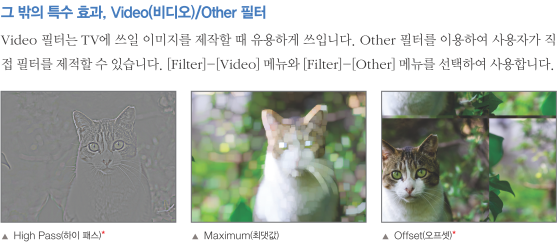 그 밖의 특수 효과, Video(비디오)/Other 필터
Video 필터는 TV에 쓰일 이미지를 제작할 때 유용하게 쓰입니다. Other 필터를 이용하여 사용자가 직
접 필터를 제적할 수 있습니다. [Filter]-[Video] 메뉴와 [Filter]-[Other] 메뉴를 선택하여 사용합니다.
▲ High Pass(하이 패스)*
▲ Maximum(최댓값)
▲ Offset(오프셋)*